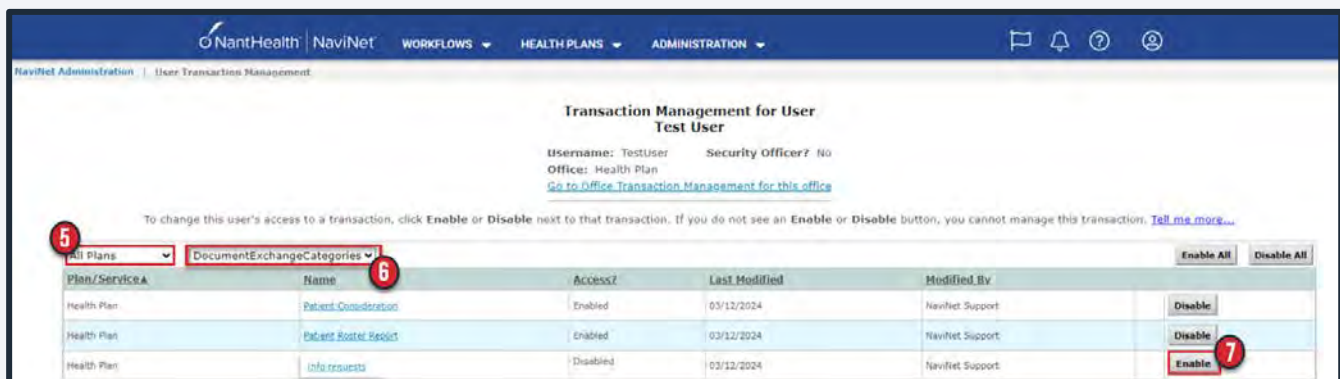 NantHealth NaviNet WORKFLOWS HEALTH PLANS ADMINISTRATION
NaviNet Administration | User Transaction Management
Transaction Management for User
Test User
Username: TestUser Security Officer? No
Office: Health Plan
Go to Office Transaction Management for this office
To change this user's access to a transaction, click Enable or Disable next to that transaction. If you do not see an Enable or Disable button, you cannot manage this transaction. Tell me more...
5
All Plans DocumentExchangeCategories 6 Enable All Disable All
Plan/Service Name Access? Last Modified Modified By
Health Plan Patient Consideration Enabled 03/12/2024 NaviNet Support Disable
Health Plan Patient Roster Report Enabled 03/12/2024 NaviNet Support Disable
Health Plan Info requests Disabled 03/12/2024 NaviNet Support Enable 7